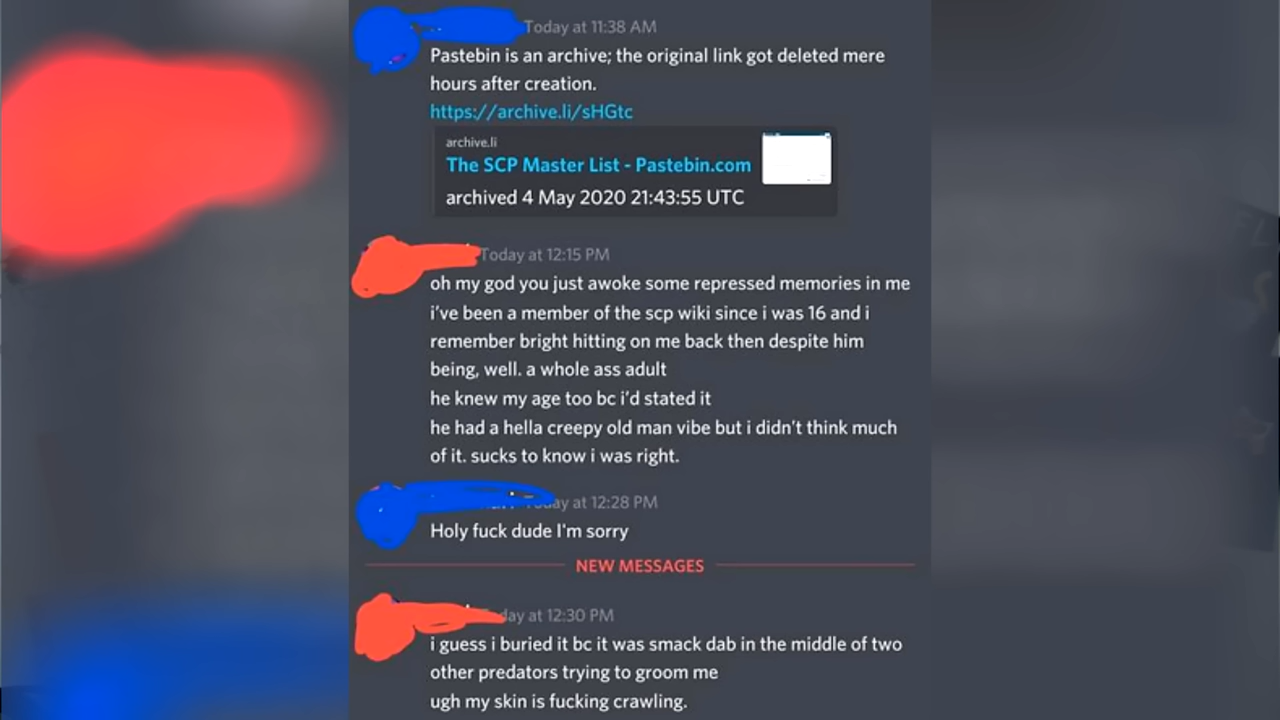 Today at 11:38 AM
Pastebin is an archive; the original link got deleted mere
hours after creation.
https://archive.li/sHGtc
archive.li
The SCP Master List - Pastebin.com
archived 4 May 2020 21:43:55 UTC
Today at 12:15 PM
oh my god you just awoke some repressed memories in me
i've been a member of the scp wiki since i was 16 and i
remember bright hitting on me back then despite him
being, well. a whole ass adult
he knew my age too bc i'd stated it
he had a hella creepy old man vibe but i didn't think much
of it. sucks to know i was right.
at 12:28 PM
Holy fuck dude I'm sorry
NEW MESSAGES
at 12:30 PM
i guess i buried it bc it was smack dab in the middle of two
other predators trying to groom me
ugh my skin is fucking crawling.